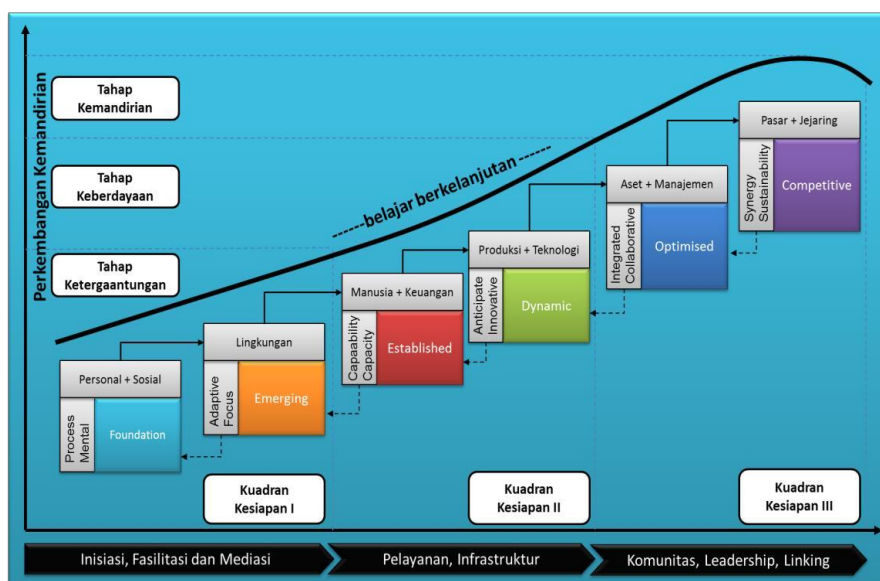 Perkembangan Kemandirian
Tahap
Kemandirian
Tahap
Keberdayaan
Tahap
Ketergaantungan
-----belajar berkelanjutan-----
Personal + Sosial
Process
Mental
Foundation
Lingkungan
Adaptive
Focus
Emerging
Manusia + Keuangan
Capaability
Capacity
Established
Produksi + Teknologi
Anticipate
Innovative
Dynamic
Aset + Manajemen
Integrated
Collaborative
Optimised
Pasar + Jejaring
Synergy
Sustainability
Competitive
Kuadran
Kesiapan I
Kuadran
Kesiapan II
Kuadran
Kesiapan III
Inisiasi, Fasilitasi dan Mediasi
Pelayanan, Infrastruktur
Komunitas, Leadership, Linking